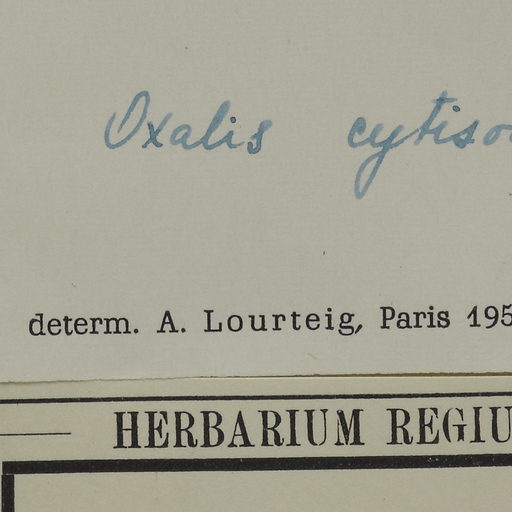 Oxalis cytiso
determ. A. Lourteig, Paris 195
HERBARIUM REGIU